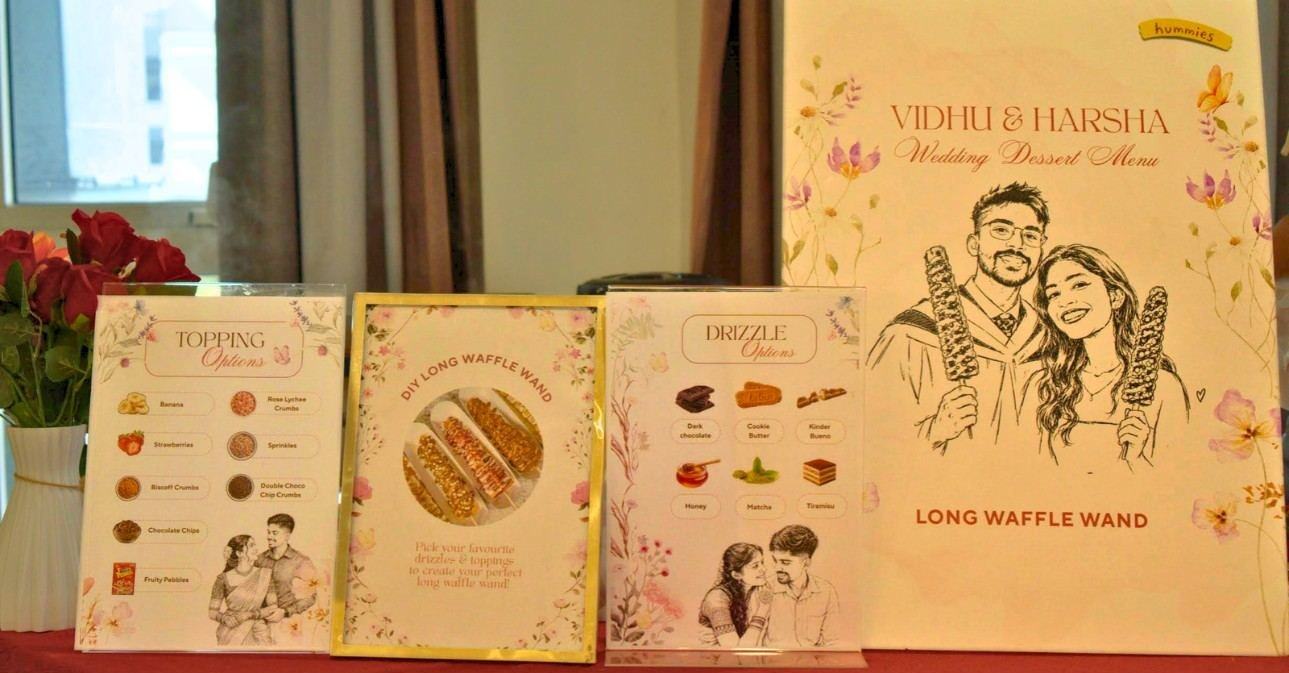 TOPPING
Options
Banana
Rose Lychee
Crumbs
Strawberries
Sprinkles
Biscoff Crumbs
Double Choco
Chip Crumbs
Chocolate Chips
Fruity Pebbles
DIY LONG WAFFLE WAND
Pick your favourite
drizzles & toppings
to create your perfect
long waffle wand!
DRIZZLE
Options
Dark
chocolate
Cookie
Butter
Kinder
Bueno
Honey
Matcha
Tiramisu
hummies
VIDHU & HARSHA
Wedding Dessert Menu
LONG WAFFLE WAND